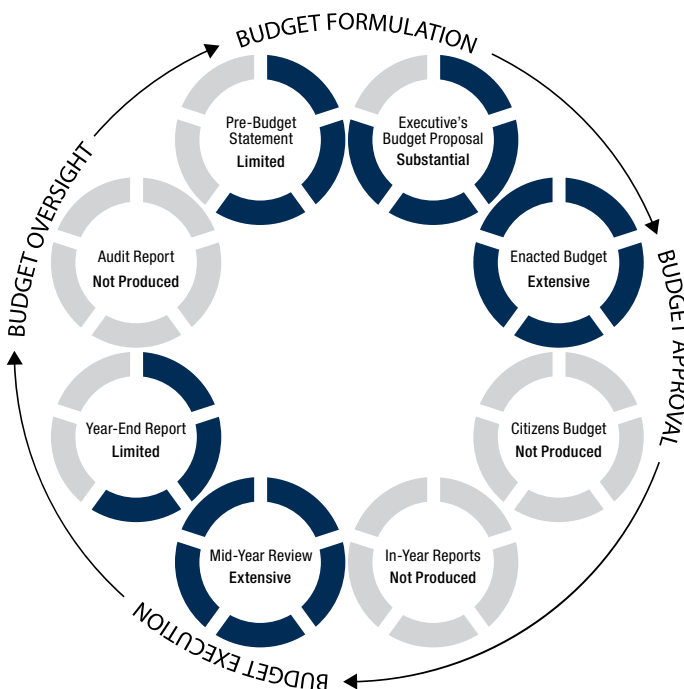 BUDGET FORMULATION
Pre-Budget
Statement
Limited
Executive's
Budget Proposal
Substantial
Enacted Budget
Extensive
BUDGET APPROVAL
Citizens Budget
Not Produced
In-Year Reports
Not Produced
Mid-Year Review
Extensive
BUDGET EXECUTION
Year-End Report
Limited
Audit Report
Not Produced
BUDGET OVERSIGHT